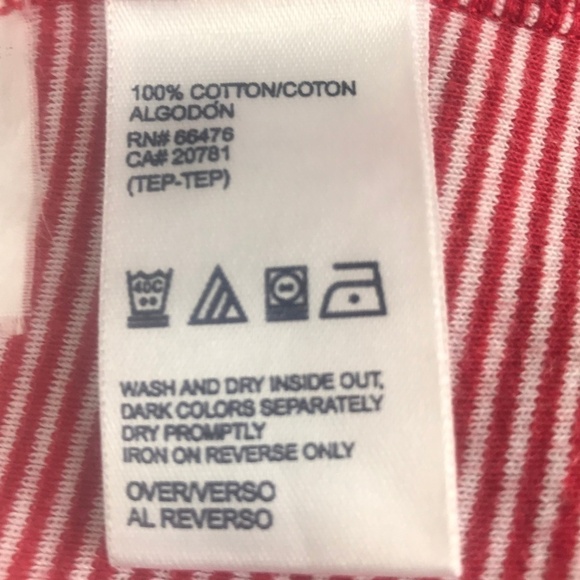 100% COTTON/COTON
ALGODÓN
RN# 66476
CA# 20781
(TEP-TEP)
40C
WASH AND DRY INSIDE OUT,
DARK COLORS SEPARATELY
DRY PROMPTLY
IRON ON REVERSE ONLY
OVER/VERSO
AL REVERSO